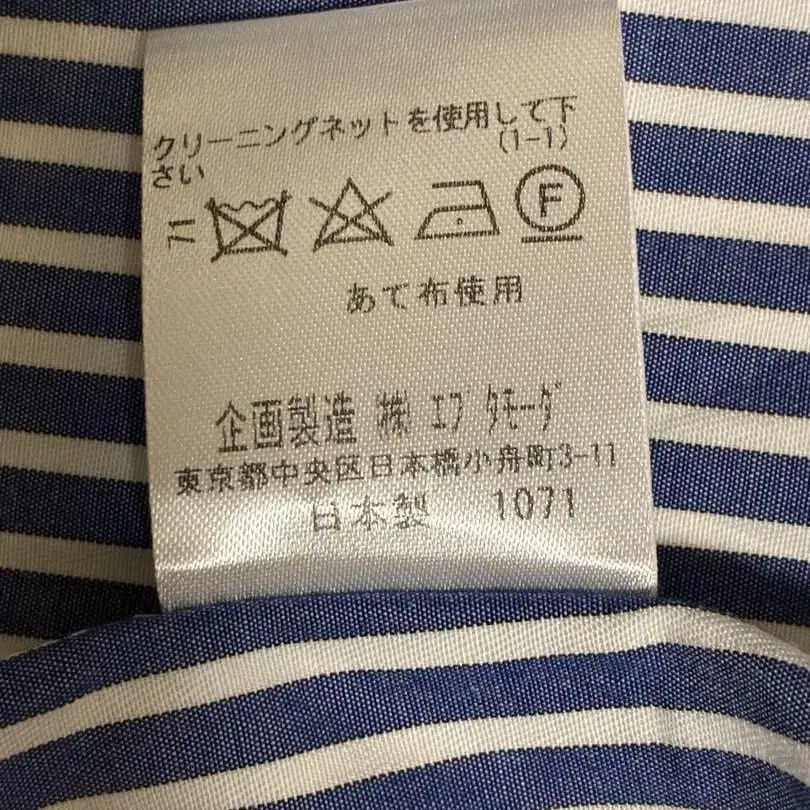 クリーニングネットを使用して下
さい
(1-1)
F
あて布使用
企画製造 ㈱ エブ タモーダ
東京都中央区日本橋小舟町3-11
日本製 1071